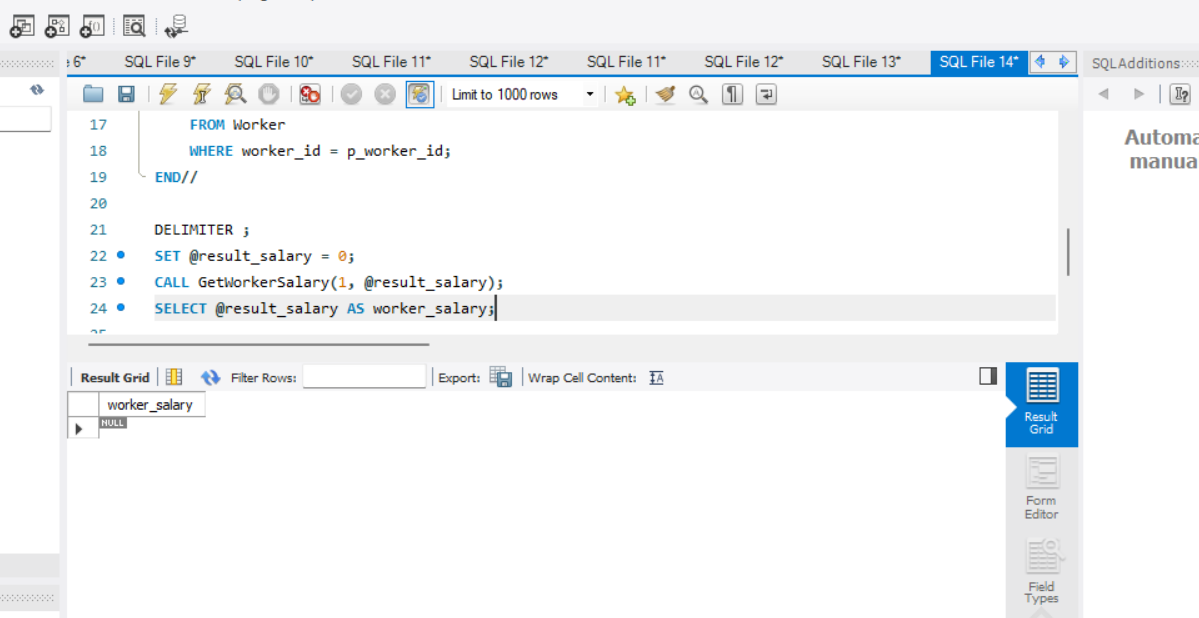 6* SQL File 9* SQL File 10* SQL File 11* SQL File 12* SQL File 11* SQL File 12* SQL File 13* SQL File 14* SQLAdditions
Limit to 1000 rows
Automa
manua
17 FROM Worker
18 WHERE worker_id = p_worker_id;
19 END//
20
21 DELIMITER ;
22 SET @result_salary = 0;
23 CALL GetWorkerSalary(1, @result_salary);
24 SELECT @result_salary AS worker_salary;
Result Grid Filter Rows: Export: Wrap Cell Content: IA
worker_salary
NULL
Result
Grid
Form
Editor
Field
Types